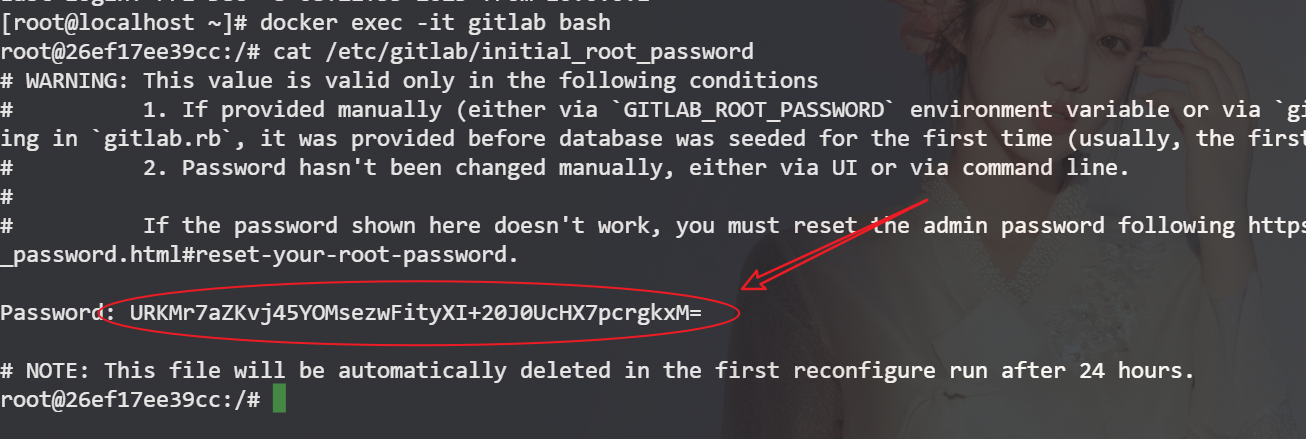 [root@localhost ~]# docker exec -it gitlab bash
root@26ef17ee39cc:/# cat /etc/gitlab/initial_root_password
# WARNING: This value is valid only in the following conditions
#          1. If provided manually (either via `GITLAB_ROOT_PASSWORD` environment variable or via `gi
ing in `gitlab.rb`, it was provided before database was seeded for the first time (usually, the first
#          2. Password hasn't been changed manually, either via UI or via command line.
#
#          If the password shown here doesn't work, you must reset the admin password following https
_password.html#reset-your-root-password.
Password: URKMr7aZKvj45YOMsezwFityXI+20J0UcHX7pcrgkxM=
# NOTE: This file will be automatically deleted in the first reconfigure run after 24 hours.
root@26ef17ee39cc:/#